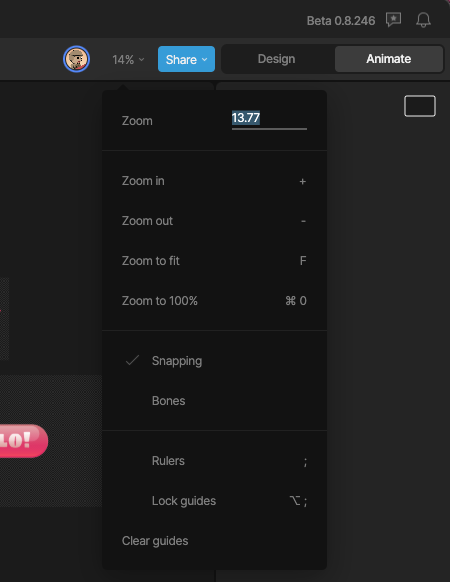 Beta 0.8.246
14% Share Design Animate
Zoom 13.77
Zoom in +
Zoom out -
Zoom to fit F
Zoom to 100% ⌘ 0
Snapping
Bones
Rulers ;
Lock guides ⌥ ;
Clear guides
LO!